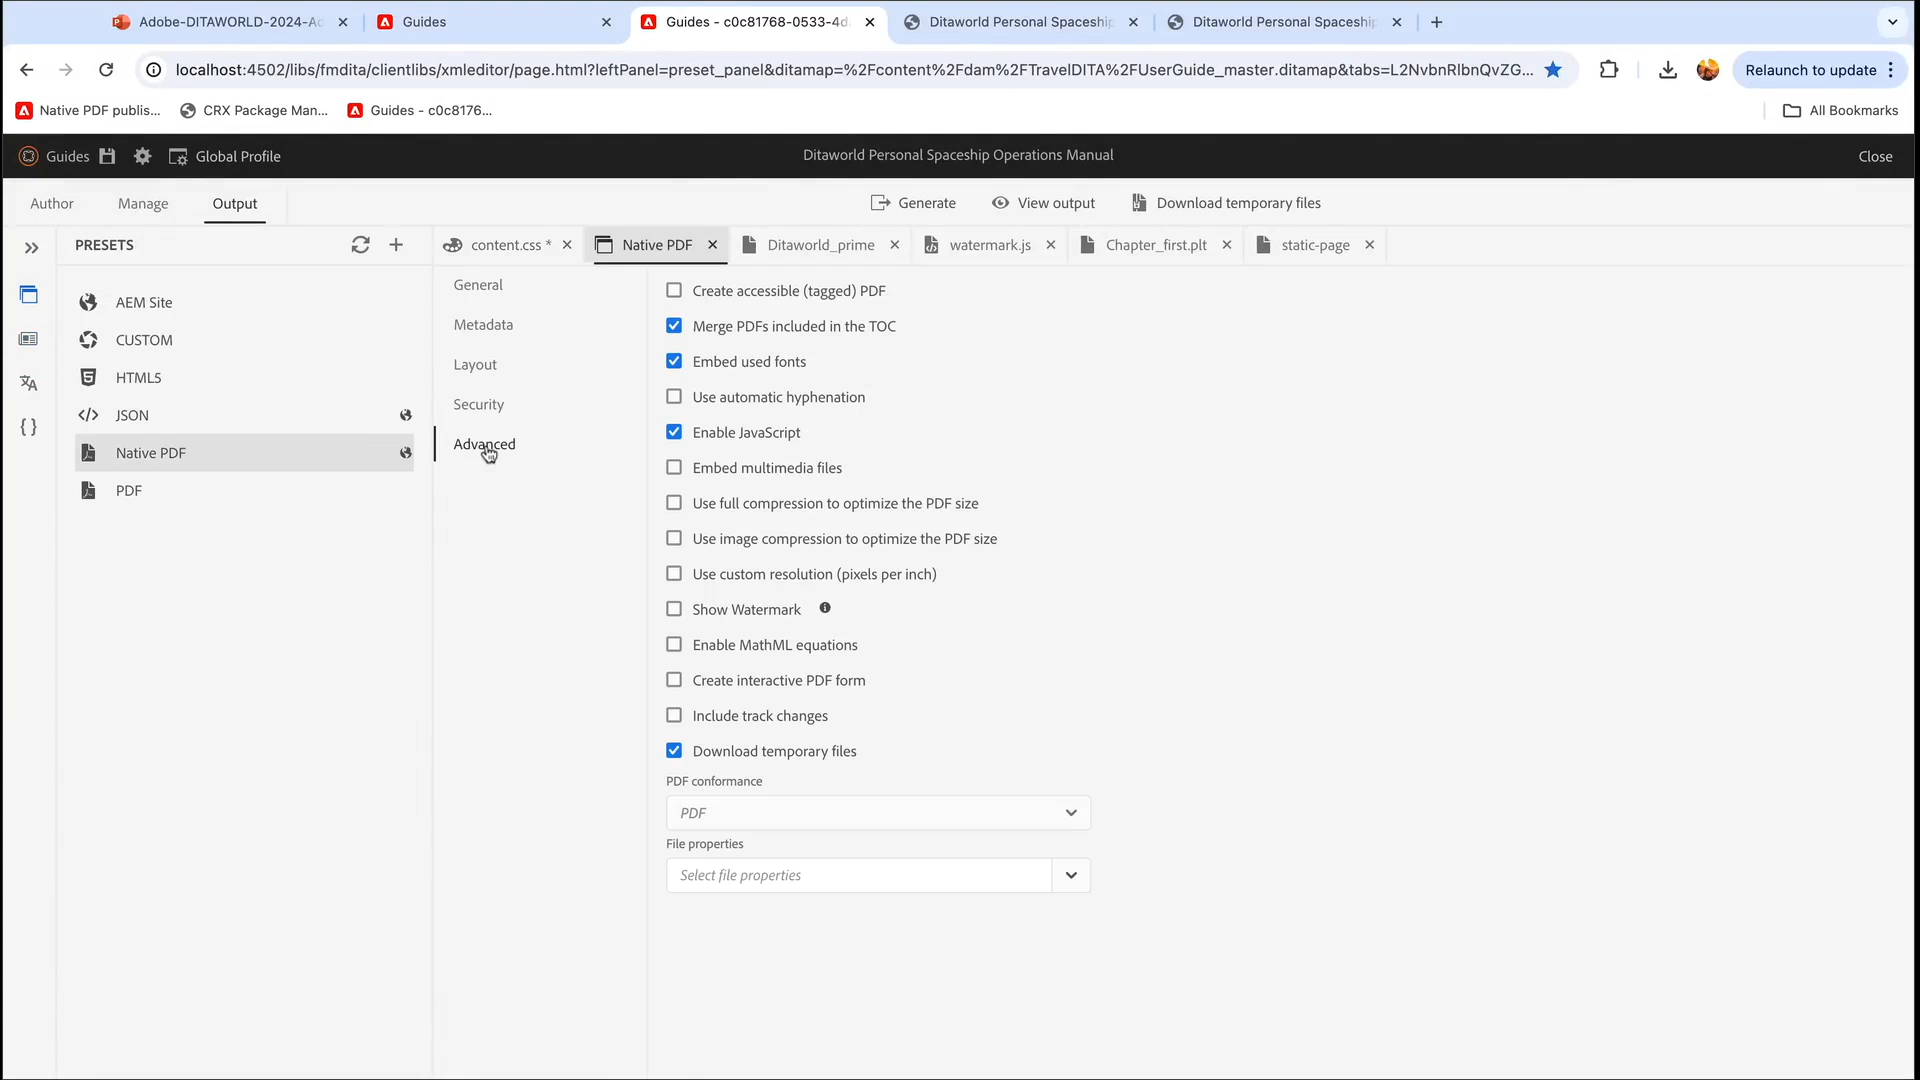 Adobe-DITAWORLD-2024-Ad
Guides
Guides - c0c81768-0533-4d
Ditaworld Personal Spaceship
Ditaworld Personal Spaceship
localhost:4502/libs/fmdita/clientlibs/xmleditor/page.html?leftPanel=preset_panel&ditamap=%2Fcontent%2Fdam%2FTravelDITA%2FUserGuide_master.ditamap&tabs=L2NvbnRlbnQvZG...
Relaunch to update
Native PDF publis...
CRX Package Man...
Guides - c0c8176...
All Bookmarks
Guides
Global Profile
Ditaworld Personal Spaceship Operations Manual
Close
Author
Manage
Output
Generate
View output
Download temporary files
PRESETS
content.css *
Native PDF
Ditaworld_prime
watermark.js
Chapter_first.plt
static-page
AEM Site
CUSTOM
HTML5
JSON
Native PDF
PDF
General
Metadata
Layout
Security
Advanced
Create accessible (tagged) PDF
Merge PDFs included in the TOC
Embed used fonts
Use automatic hyphenation
Enable JavaScript
Embed multimedia files
Use full compression to optimize the PDF size
Use image compression to optimize the PDF size
Use custom resolution (pixels per inch)
Show Watermark
Enable MathML equations
Create interactive PDF form
Include track changes
Download temporary files
PDF conformance
PDF
File properties
Select file properties